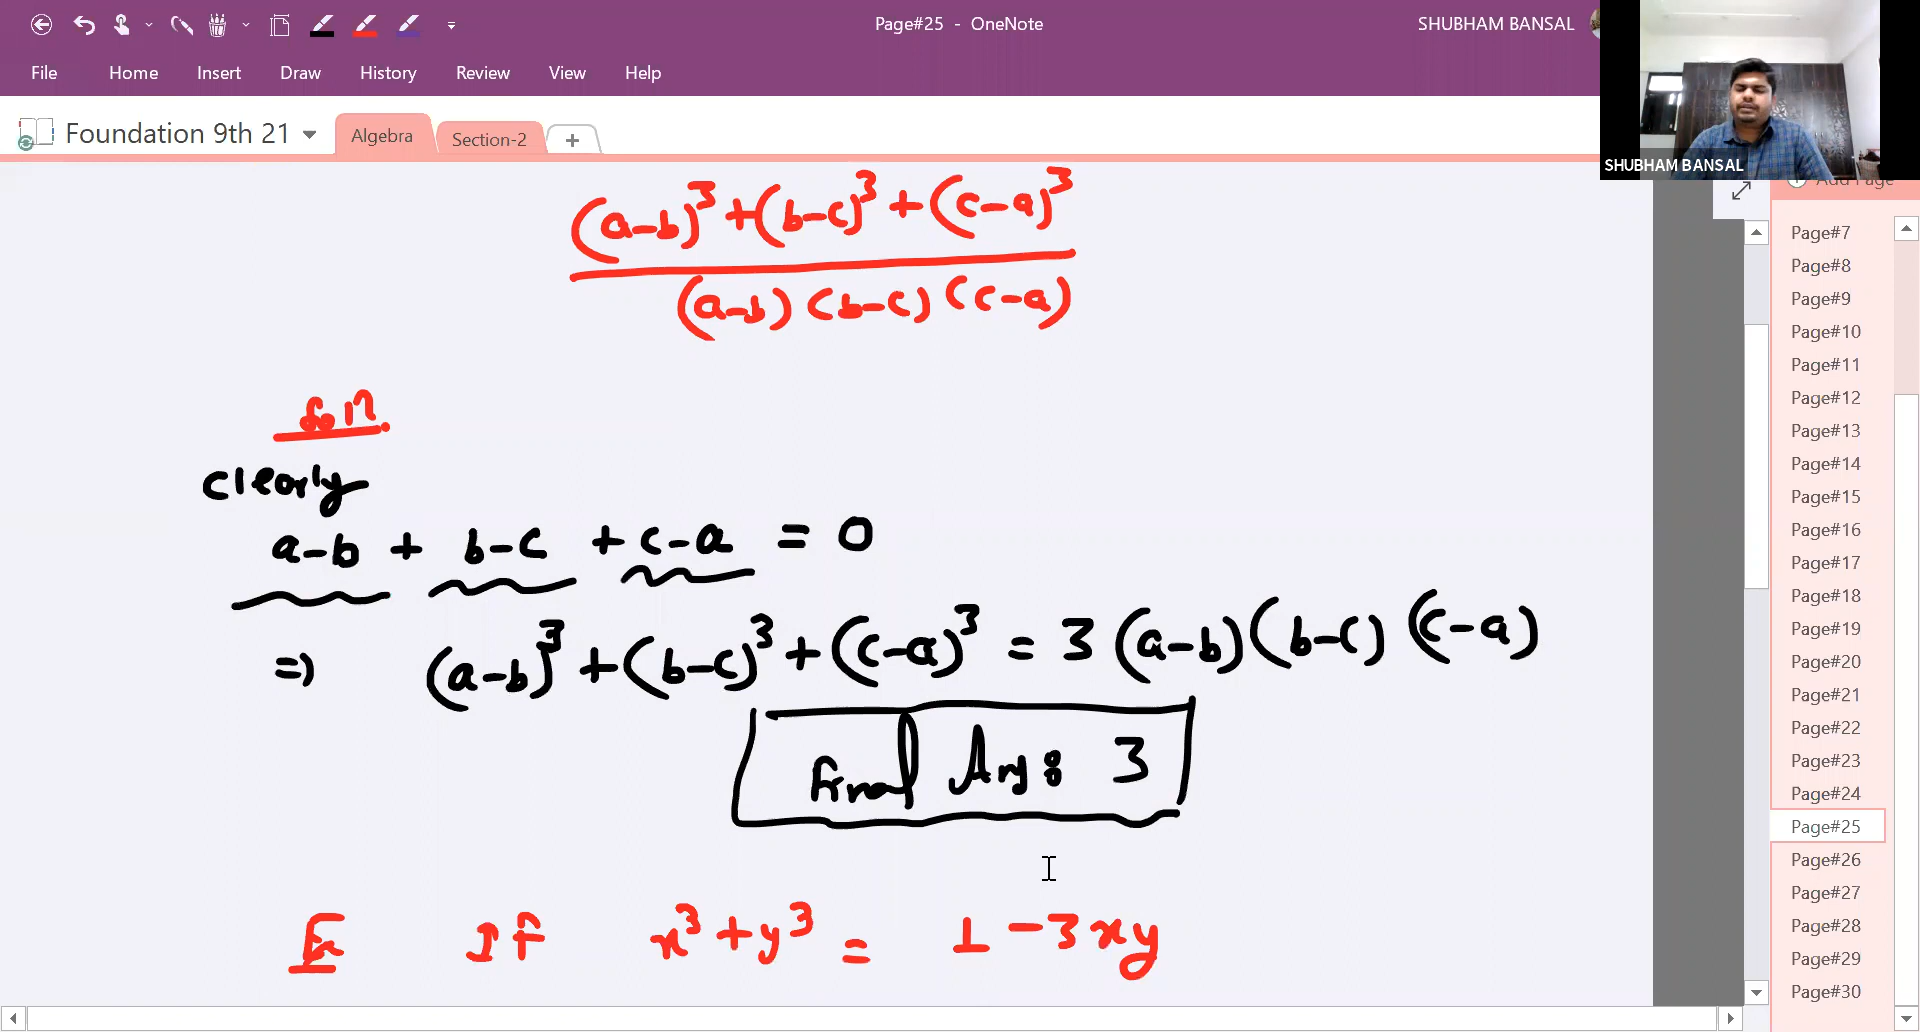 Page#25 - OneNote
SHUBHAM BANSAL
File Home Insert Draw History Review View Help
SHUBHAM BANSAL
Foundation 9th 21
Algebra
Section-2
Add Page
(a-b)³+(b-c)³+(c-a)³
(a-b) (b-c) (c-a)
Soln.
clearly
a-b + b-c + c-a = 0
=) (a-b)³+(b-c)³+(c-a)³ = 3 (a-b)(b-c)(c-a)
Final Ans: 3
Ex If x³+y³ = 1-3xy
Page#7
Page#8
Page#9
Page#10
Page#11
Page#12
Page#13
Page#14
Page#15
Page#16
Page#17
Page#18
Page#19
Page#20
Page#21
Page#22
Page#23
Page#24
Page#25
Page#26
Page#27
Page#28
Page#29
Page#30